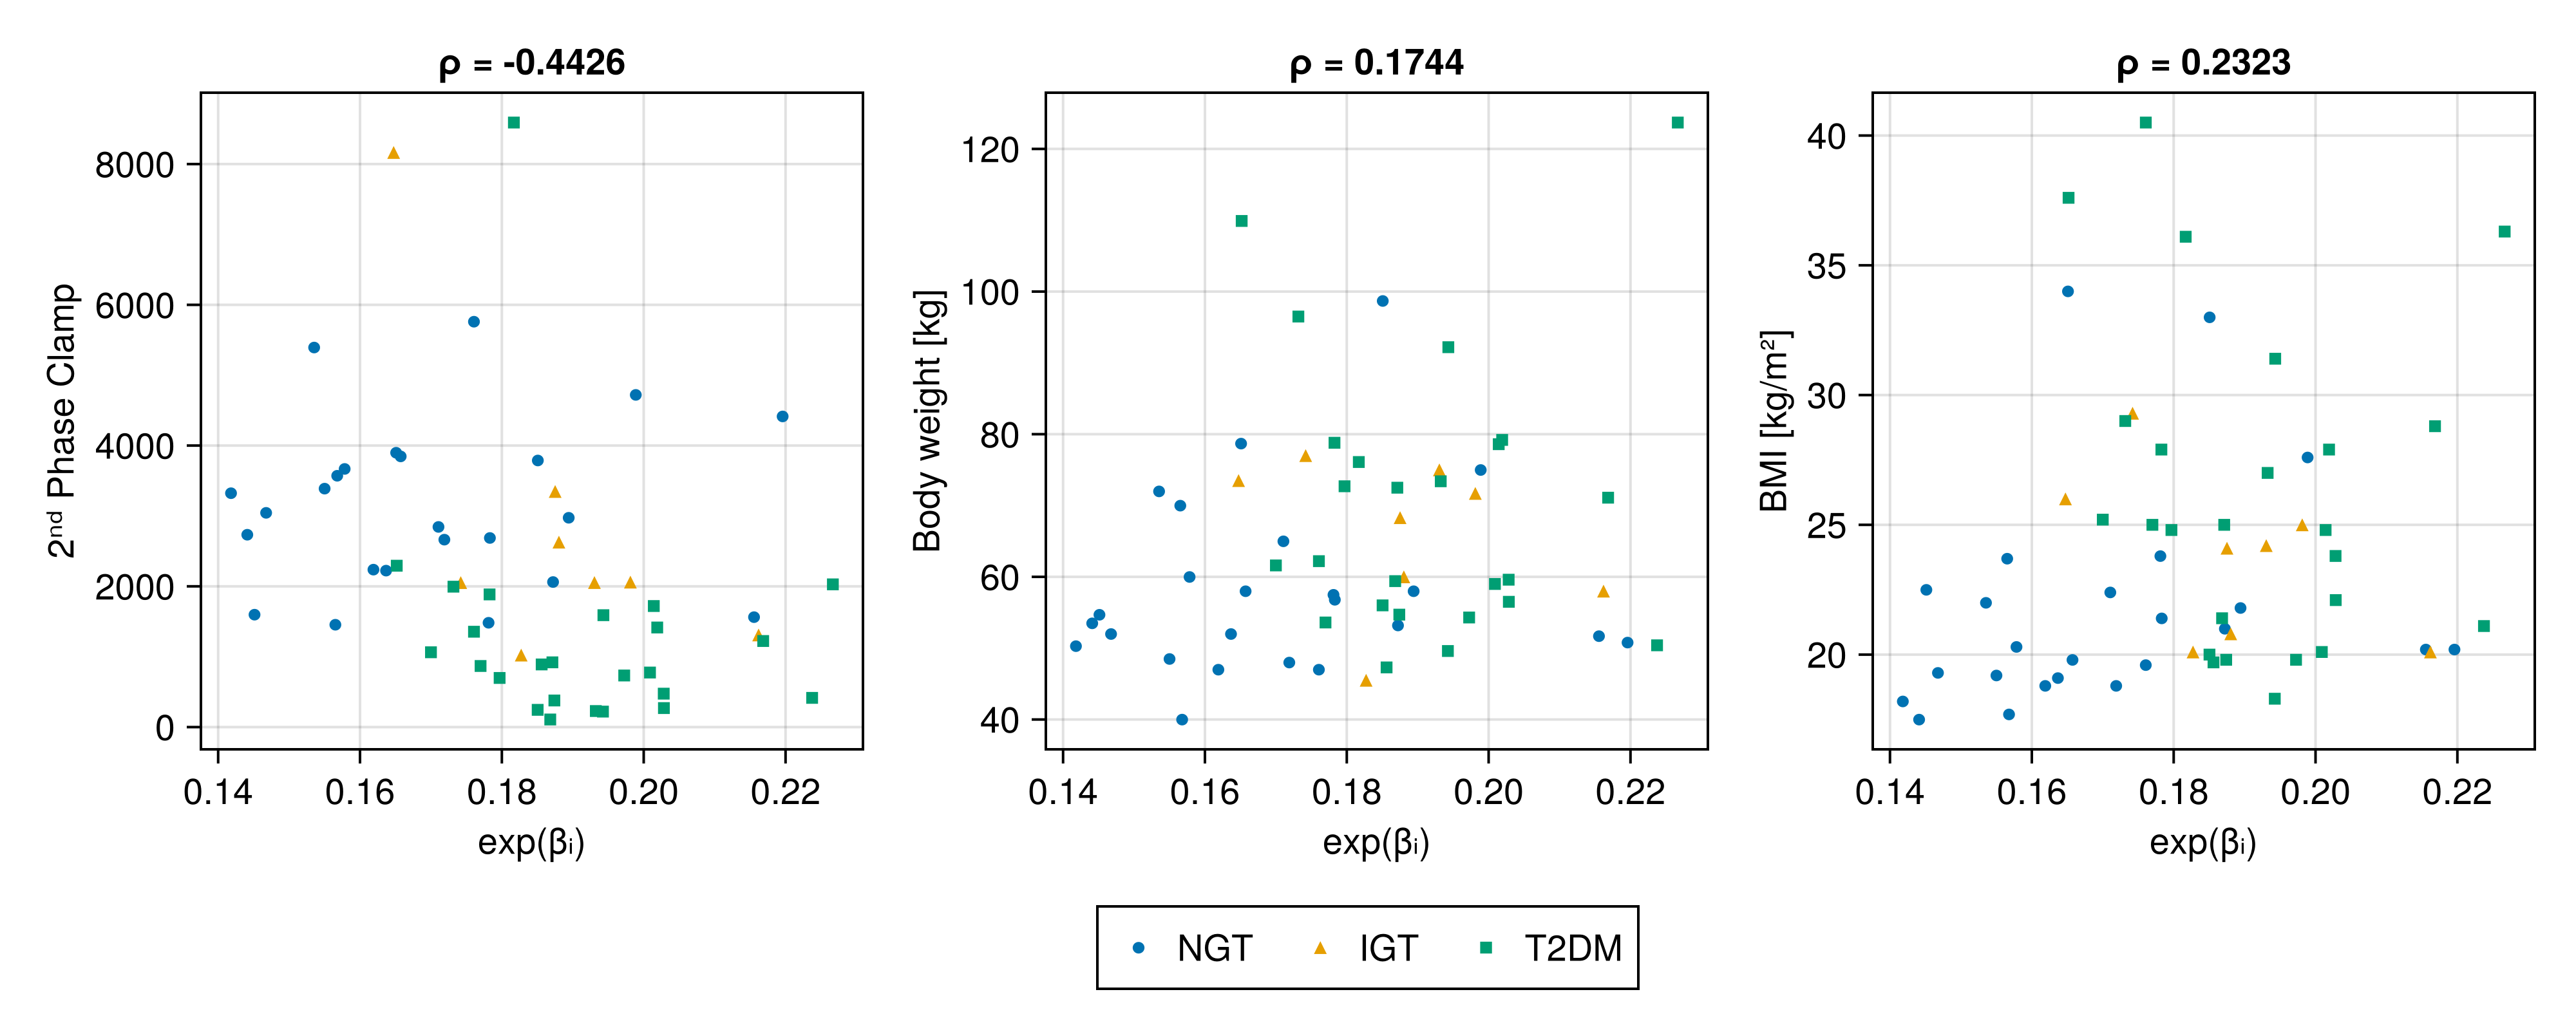 ρ = -0.4426
ρ = 0.1744
ρ = 0.2323
2ⁿᵈ Phase Clamp
8000
6000
4000
2000
0
0.14 0.16 0.18 0.20 0.22
exp(βᵢ)
Body weight [kg]
120
100
80
60
40
0.14 0.16 0.18 0.20 0.22
exp(βᵢ)
BMI [kg/m²]
40
35
30
25
20
0.14 0.16 0.18 0.20 0.22
exp(βᵢ)
NGT IGT T2DM